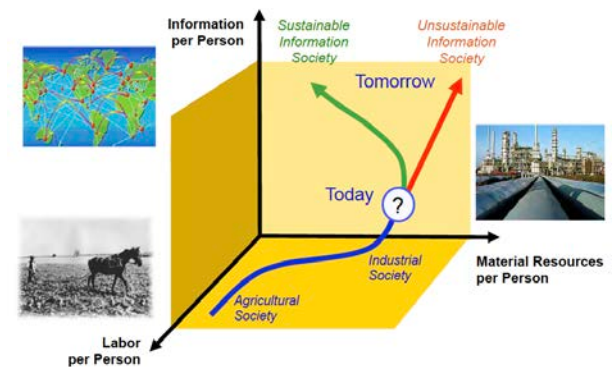 Information
per Person
Sustainable
Information
Society
Unsustainable
Information
Society
Tomorrow
Today
?
Industrial
Society
Material Resources
per Person
Agricultural
Society
Labor
per Person